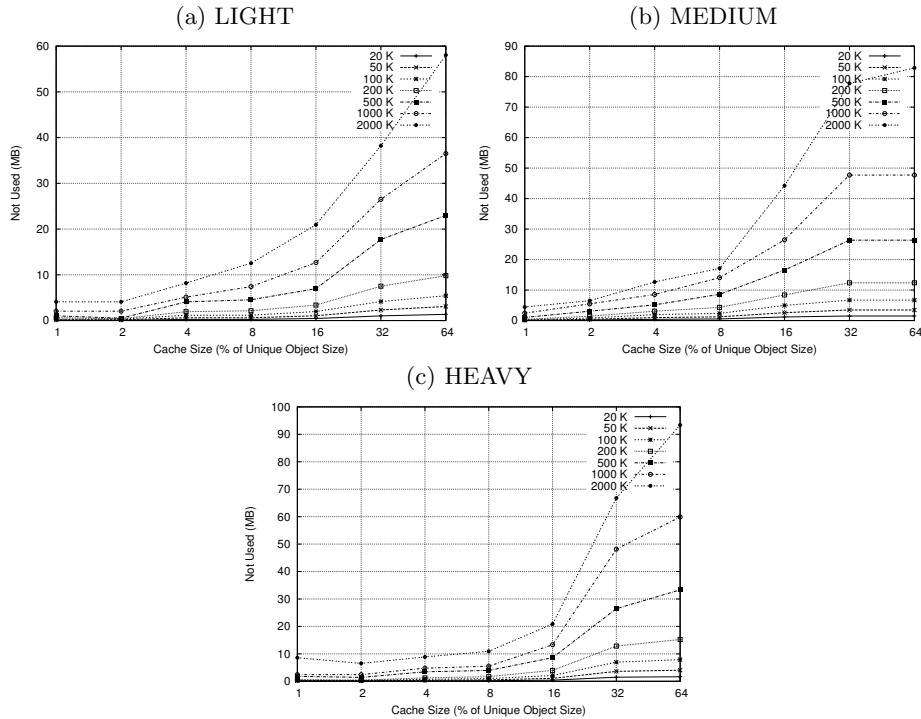 (a) LIGHT
60
50
40
30
20
10
0
Not Used (MB)
20 K
50 K
100 K
200 K
500 K
1000 K
2000 K
1 2 4 8 16 32 64
Cache Size (% of Unique Object Size)
(b) MEDIUM
90
80
70
60
50
40
30
20
10
0
Not Used (MB)
20 K
50 K
100 K
200 K
500 K
1000 K
2000 K
1 2 4 8 16 32 64
Cache Size (% of Unique Object Size)
(c) HEAVY
100
90
80
70
60
50
40
30
20
10
0
Not Used (MB)
20 K
50 K
100 K
200 K
500 K
1000 K
2000 K
1 2 4 8 16 32 64
Cache Size (% of Unique Object Size)